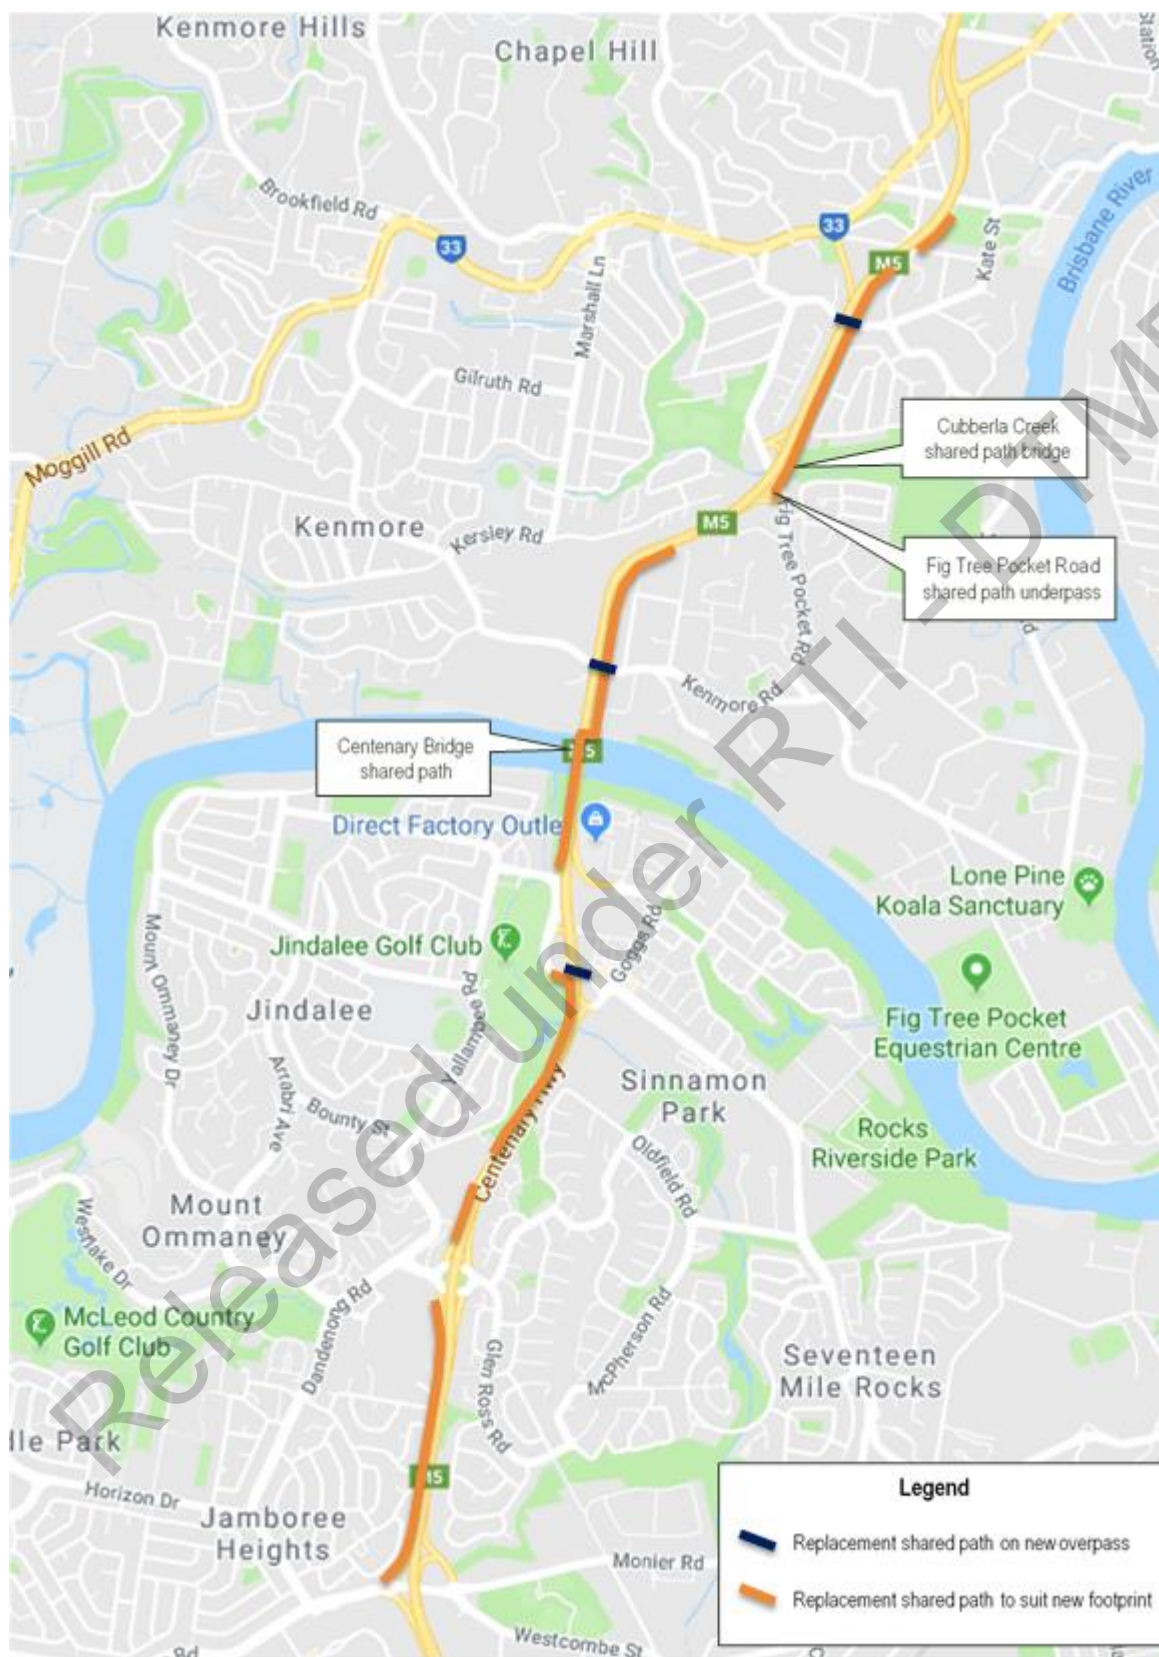 Kenmore Hills
Chapel Hill
Station
Brookfield Rd
33
33
M5
Kate St
Brisbane River
Marshall Ln
Gilruth Rd
Moggill Rd
Cubberla Creek
shared path bridge
Kenmore
Kersley Rd
M5
Fig Tree Pocket Rd
Fig Tree Pocket Road
shared path underpass
Kenmore Rd
Centenary Bridge
shared path
M5
Direct Factory Outle
Lone Pine
Koala Sanctuary
Mount Ommaney Dr
Jindalee Golf Club
Goggs Rd
Yallambee Rd
Jindalee
Fig Tree Pocket
Equestrian Centre
Arrabri Ave
Bounty St
Centenary Hwy
Sinnamon
Park
Oldfield Rd
Rocks
Riverside Park
Mount
Ommaney
Westlake Dr
Dandenong Rd
McLeod Country
Golf Club
Glen Ross Rd
McPherson Rd
Seventeen
Mile Rocks
dle Park
M5
Horizon Dr
Jamboree
Heights
Monier Rd
Westcombe St
Rd
Legend
Replacement shared path on new overpass
Replacement shared path to suit new footprint
Released under RTI - DTMR